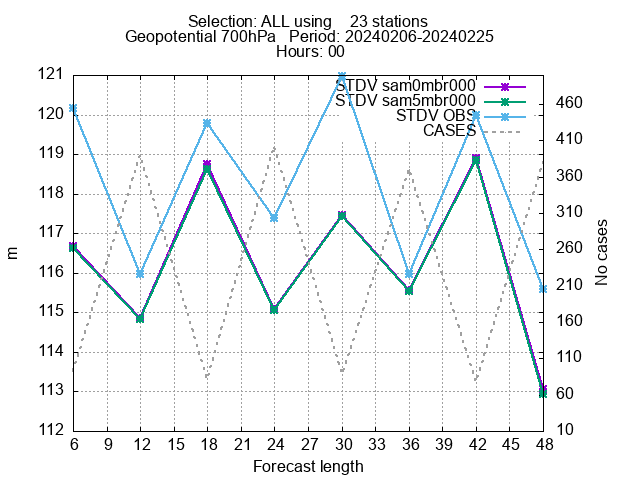 Selection: ALL using    23 stations
Geopotential 700hPa   Period: 20240206-20240225
Hours: 00
STDV sam0mbr000
STDV sam5mbr000
STDV OBS
CASES
121
120
119
118
117
116
115
114
113
112
m
460
410
360
310
260
210
160
110
60
10
No cases
6 9 12 15 18 21 24 27 30 33 36 39 42 45 48
Forecast length